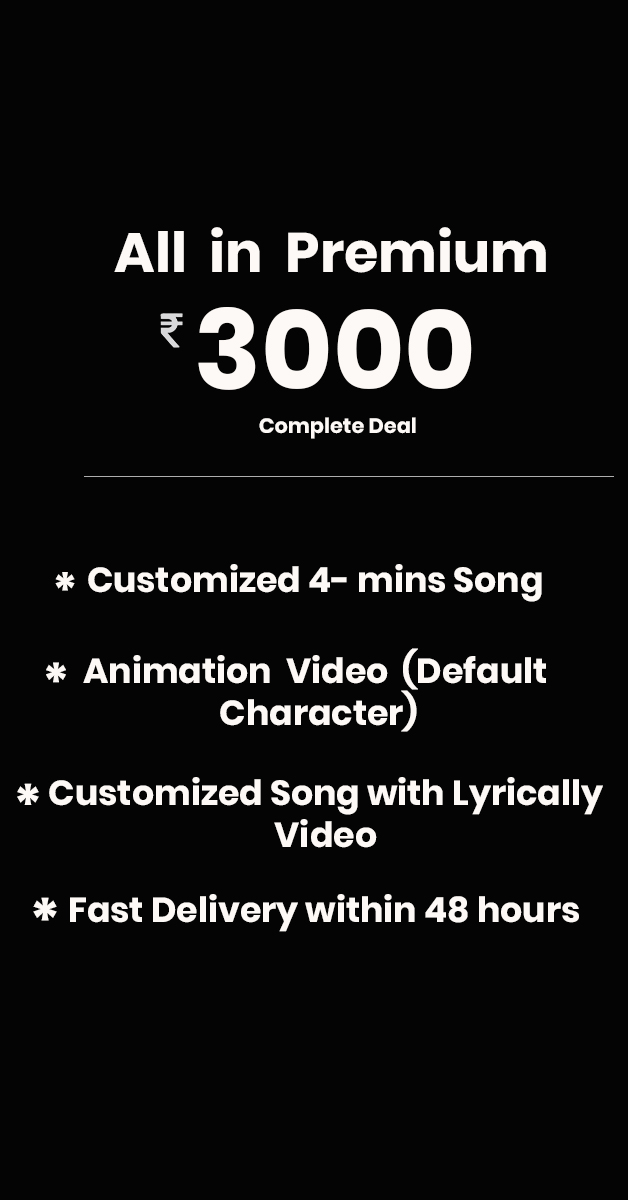 All in Premium
₹ 3000
Complete Deal
* Customized 4- mins Song
* Animation Video (Default
Character)
* Customized Song with Lyrically
Video
* Fast Delivery within 48 hours